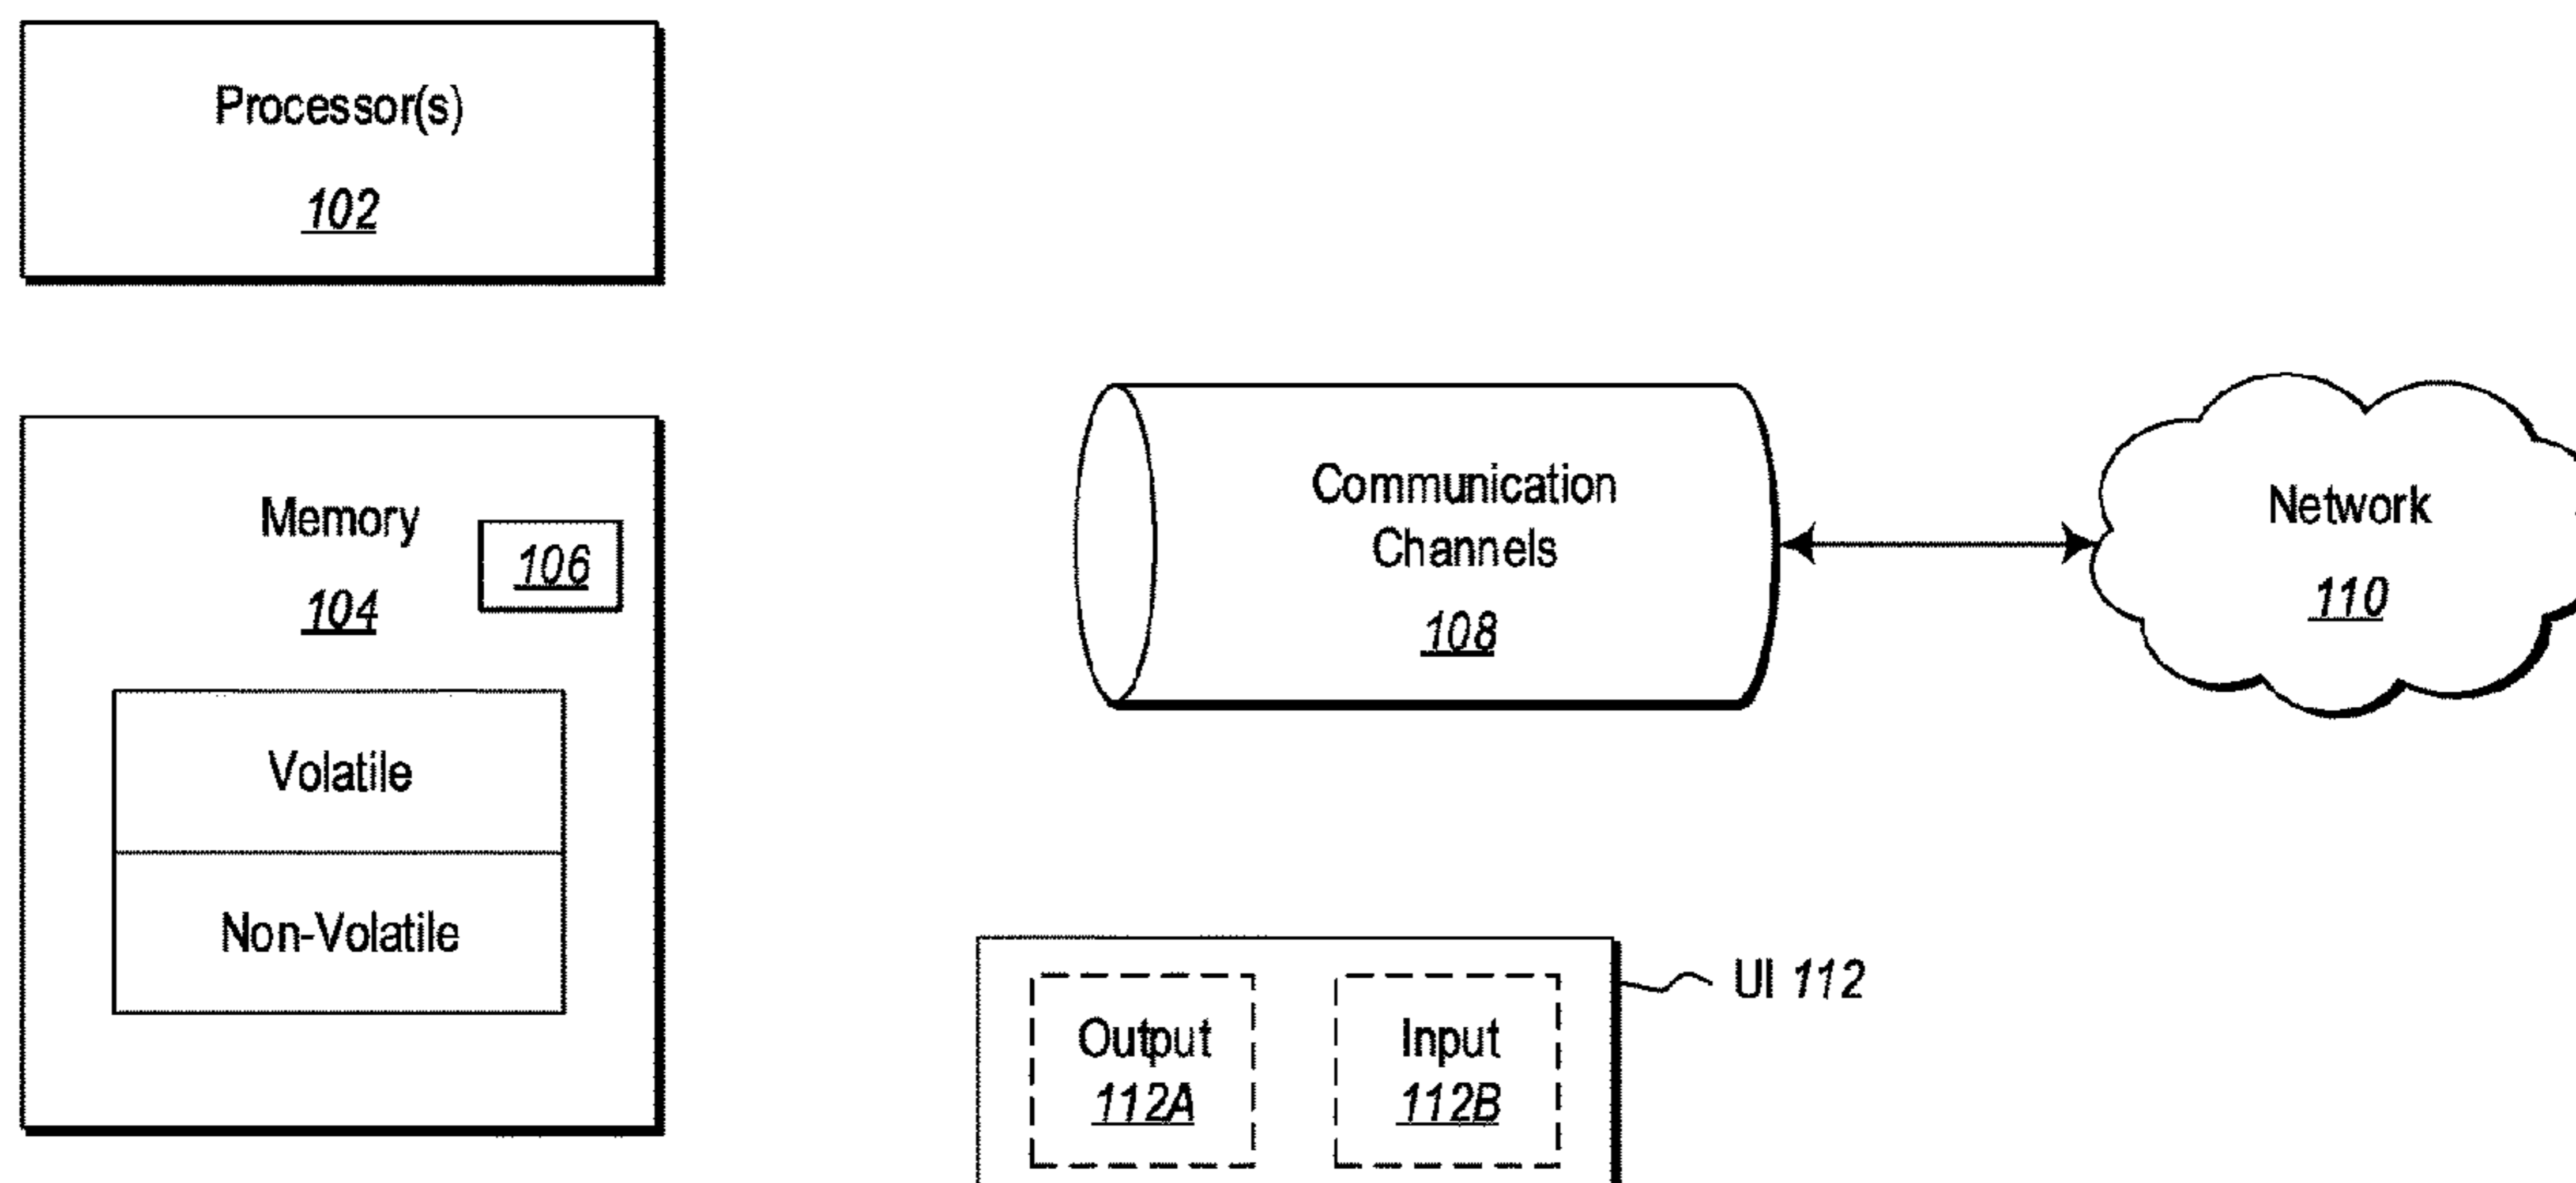 Processor(s)
102
Memory
104
106
Volatile
Non-Volatile
Communication
Channels
108
Network
110
UI 112
Output
112A
Input
112B